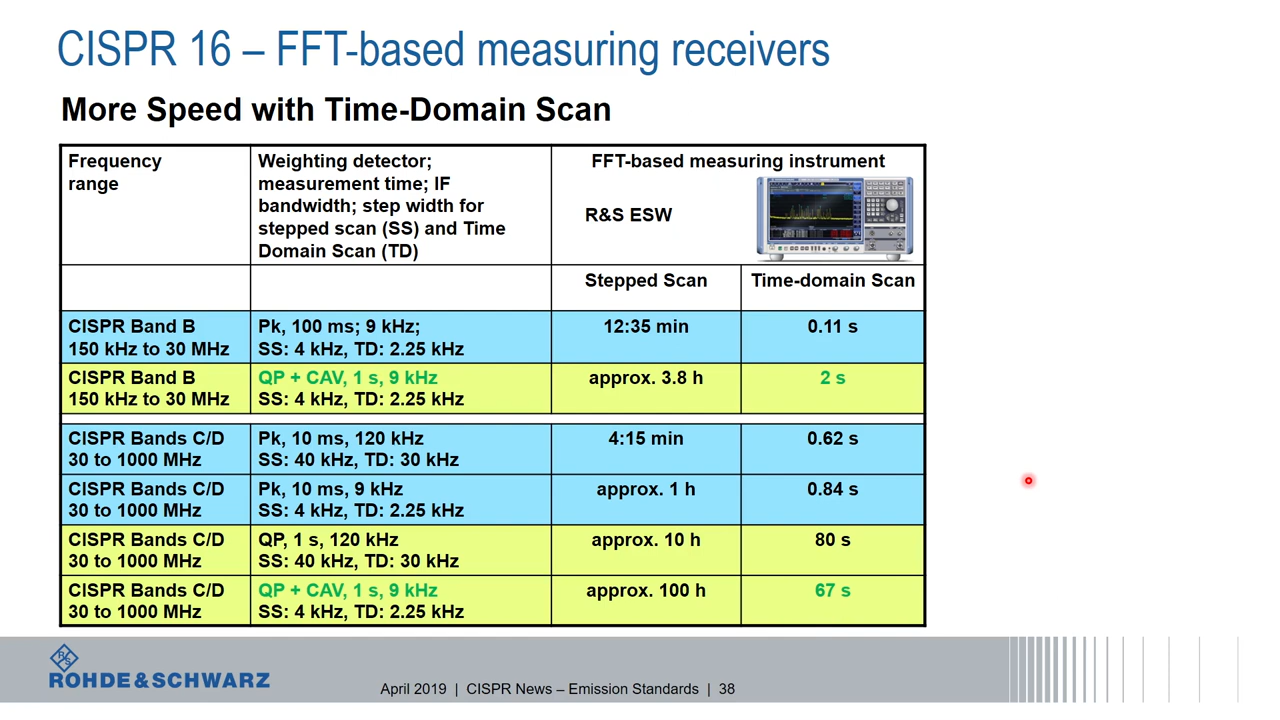 CISPR 16 – FFT-based measuring receivers
More Speed with Time-Domain Scan
Frequency
range
Weighting detector;
measurement time; IF
bandwidth; step width for
stepped scan (SS) and Time
Domain Scan (TD)
FFT-based measuring instrument
R&S ESW
Stepped Scan
Time-domain Scan
CISPR Band B
150 kHz to 30 MHz
Pk, 100 ms; 9 kHz;
SS: 4 kHz, TD: 2.25 kHz
12:35 min
0.11 s
CISPR Band B
150 kHz to 30 MHz
QP + CAV, 1 s, 9 kHz
SS: 4 kHz, TD: 2.25 kHz
approx. 3.8 h
2 s
CISPR Bands C/D
30 to 1000 MHz
Pk, 10 ms, 120 kHz
SS: 40 kHz, TD: 30 kHz
4:15 min
0.62 s
CISPR Bands C/D
30 to 1000 MHz
Pk, 10 ms, 9 kHz
SS: 4 kHz, TD: 2.25 kHz
approx. 1 h
0.84 s
CISPR Bands C/D
30 to 1000 MHz
QP, 1 s, 120 kHz
SS: 40 kHz, TD: 30 kHz
approx. 10 h
80 s
CISPR Bands C/D
30 to 1000 MHz
QP + CAV, 1 s, 9 kHz
SS: 4 kHz, TD: 2.25 kHz
approx. 100 h
67 s
RS
ROHDE & SCHWARZ
April 2019 | CISPR News – Emission Standards | 38